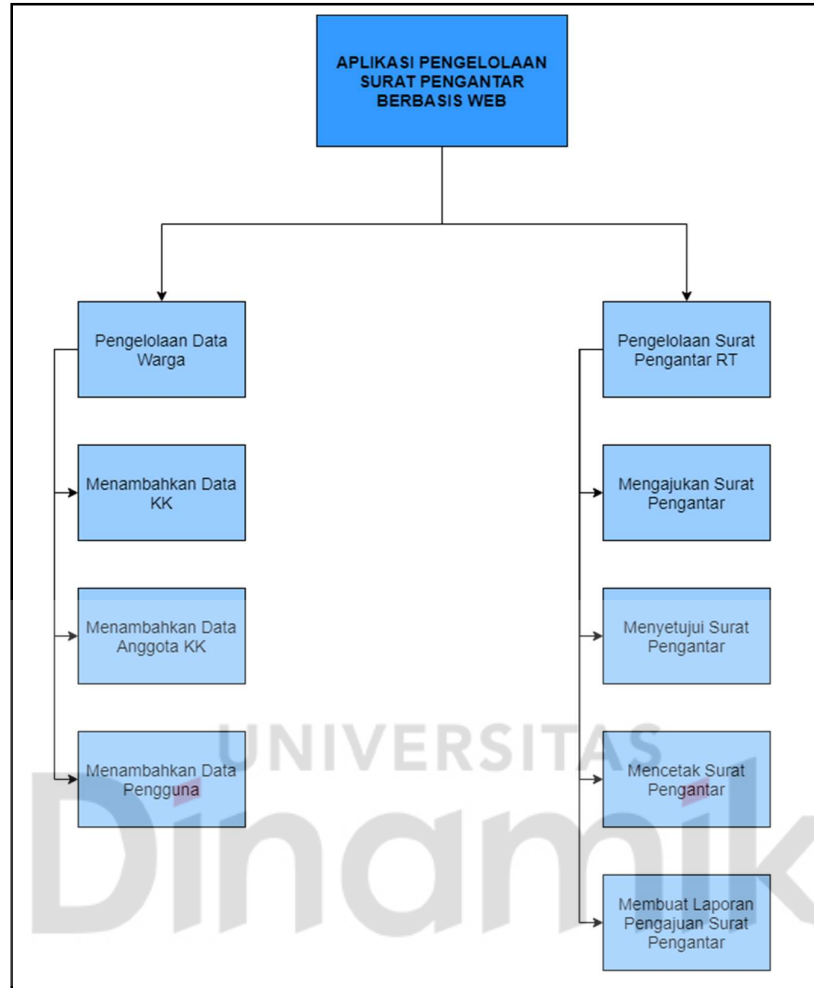 APLIKASI PENGELOLAAN
SURAT PENGANTAR
BERBASIS WEB
Pengelolaan Data
Warga
Pengelolaan Surat
Pengantar RT
Menambahkan Data
KK
Mengajukan Surat
Pengantar
Menambahkan Data
Anggota KK
Menyetujui Surat
Pengantar
UNIVERSITAS
Dinamik
Menambahkan Data
Pengguna
Mencetak Surat
Pengantar
Membuat Laporan
Pengajuan Surat
Pengantar